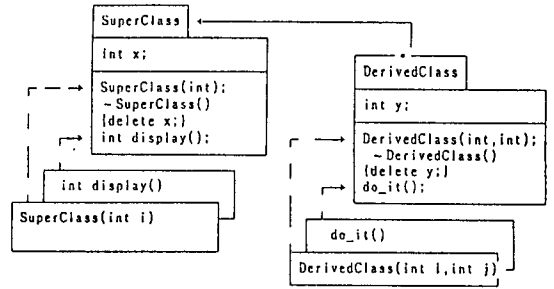 SuperClass
int x;
SuperClass(int);
~SuperClass()
{delete x;}
int display();
int display()
SuperClass(int i)
DerivedClass
int y;
DerivedClass(int,int);
~DerivedClass()
{delete y;}
do_it();
do_it()
DerivedClass(int i,int j)